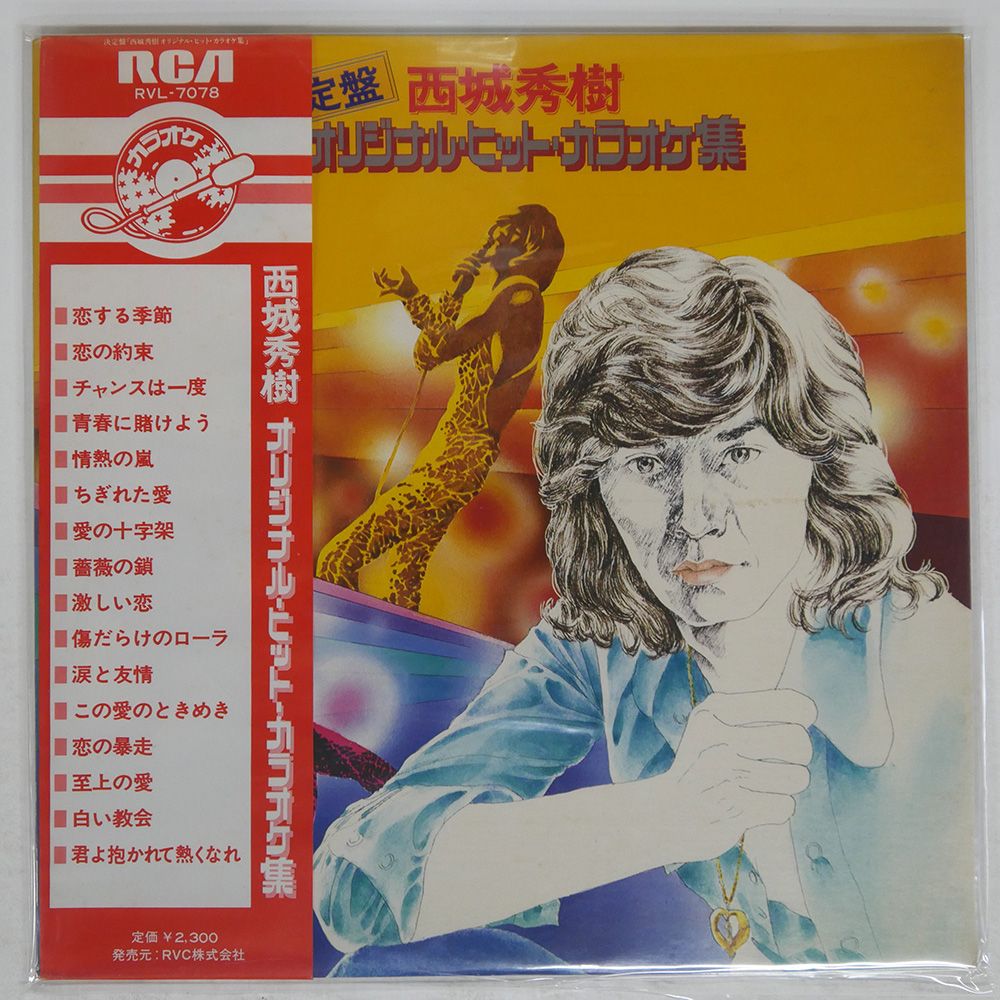 決定盤「西城秀樹 オリジナル・ヒット・カラオケ集」
RCA
RVL-7078
カラオケ
西城秀樹 オリジナル・ヒット・カラオケ集
恋する季節
恋の約束
チャンスは一度
青春に賭けよう
情熱の嵐
ちぎれた愛
愛の十字架
薔薇の鎖
激しい恋
傷だらけのローラ
涙と友情
この愛のときめき
恋の暴走
至上の愛
白い教会
君よ抱かれて熱くなれ
定価 ¥2,300
発売元:RVC株式会社
定盤
西城秀樹
オリジナル・ヒット・カラオケ集